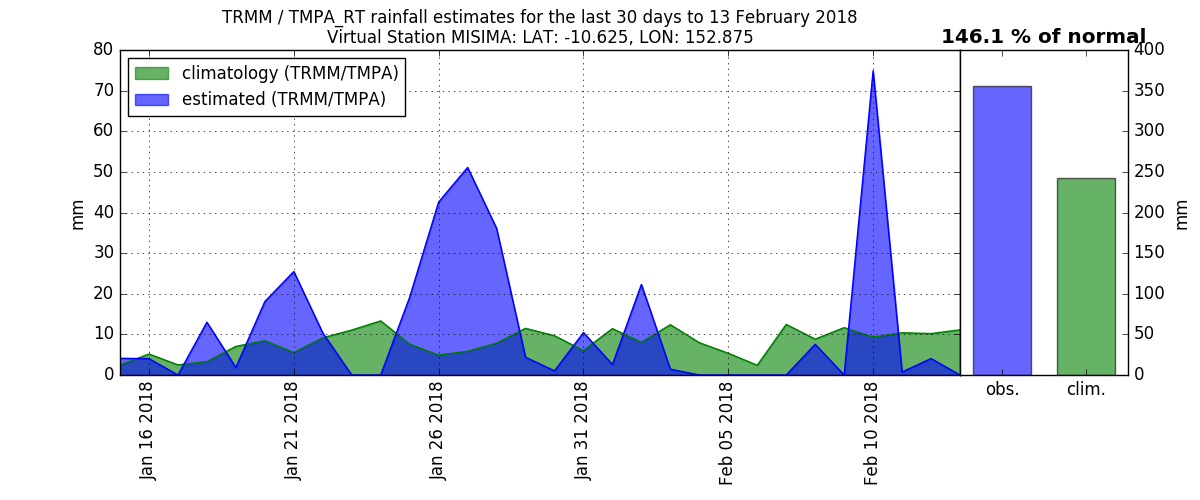 TRMM / TMPA_RT rainfall estimates for the last 30 days to 13 February 2018
Virtual Station MISIMA: LAT: -10.625, LON: 152.875
146.1 % of normal
climatology (TRMM/TMPA)
estimated (TRMM/TMPA)
mm
80
70
60
50
40
30
20
10
0
Jan 16 2018
Jan 21 2018
Jan 26 2018
Jan 31 2018
Feb 05 2018
Feb 10 2018
obs.
clim.
400
350
300
250
200
150
100
50
0
mm